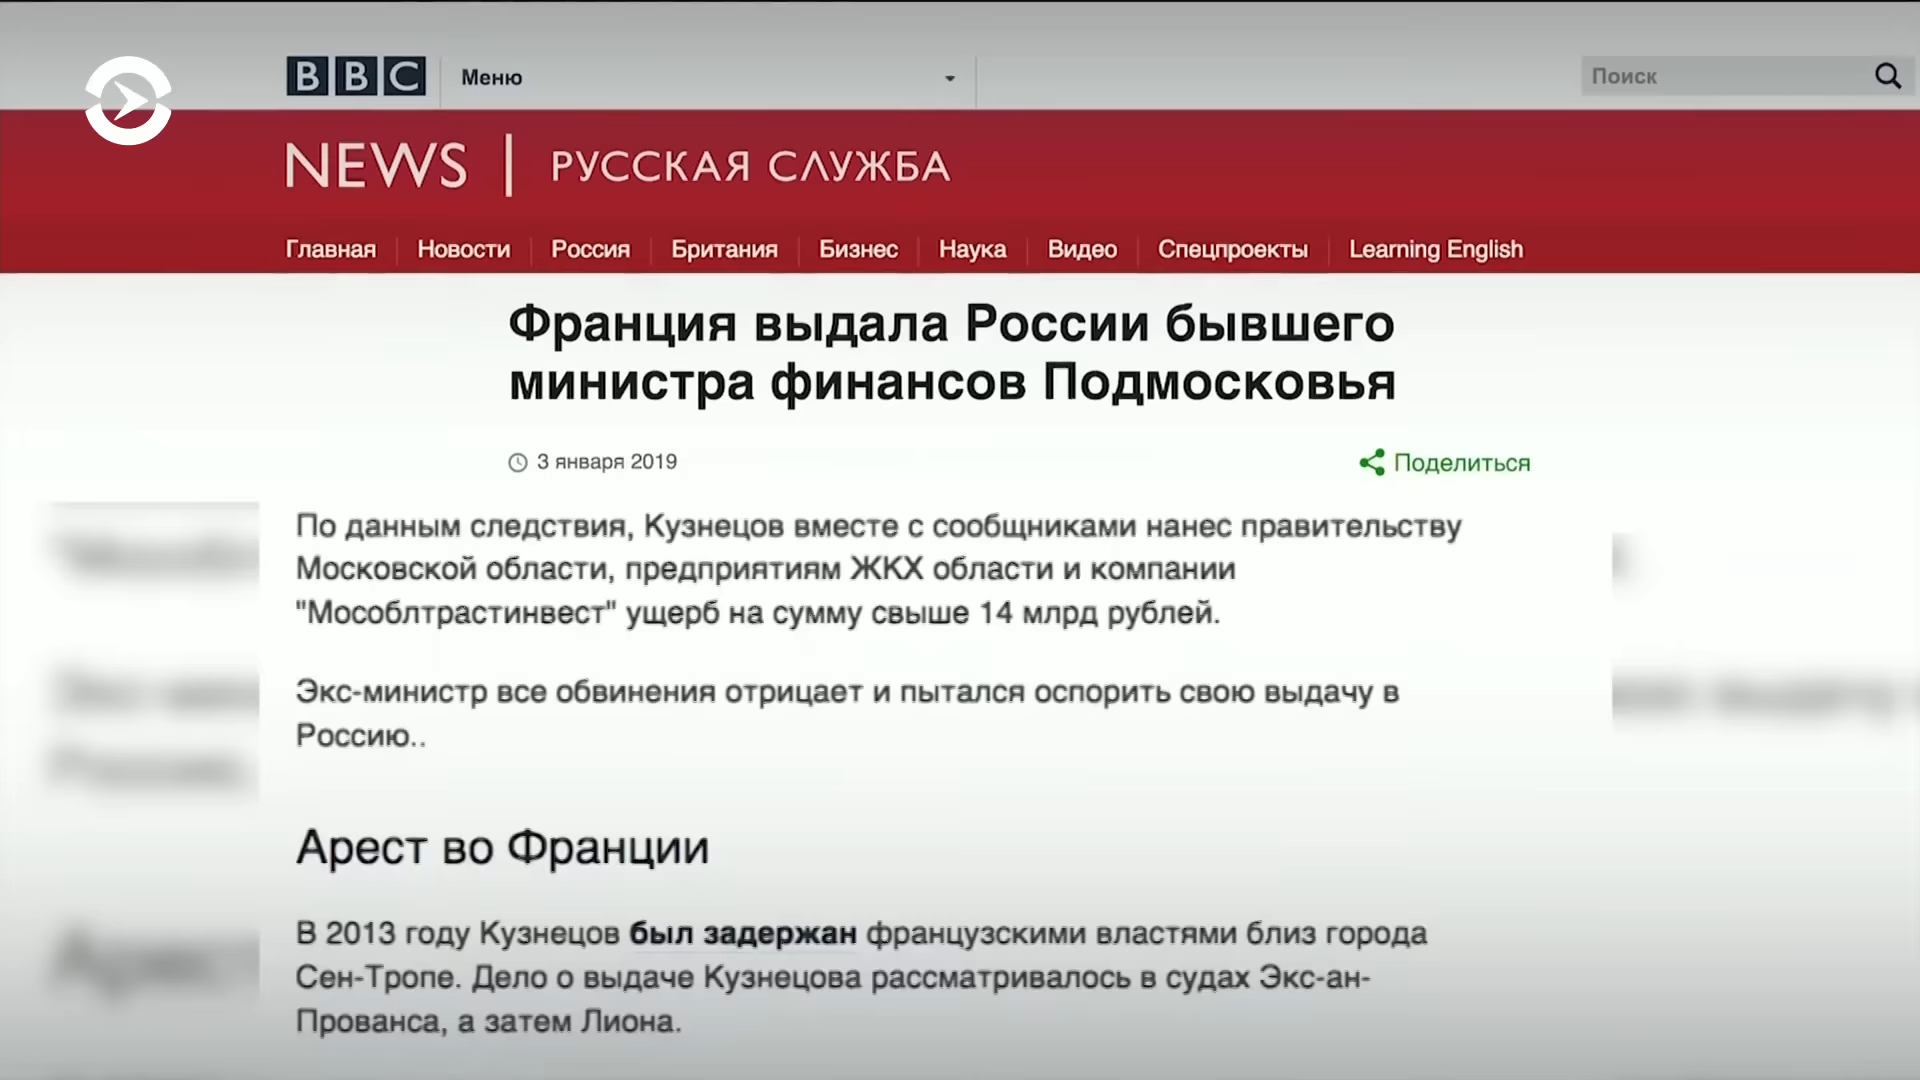 BBC
Меню
Поиск
NEWS | РУССКАЯ СЛУЖБА
Главная Новости Россия Британия Бизнес Наука Видео Спецпроекты Learning English
Франция выдала России бывшего
министра финансов Подмосковья
3 января 2019
Поделиться
По данным следствия, Кузнецов вместе с сообщниками нанес правительству
Московской области, предприятиям ЖКХ области и компании
"Мособлтрастинвест" ущерб на сумму свыше 14 млрд рублей.
Экс-министр все обвинения отрицает и пытался оспорить свою выдачу в
Россию..
Арест во Франции
В 2013 году Кузнецов был задержан французскими властями близ города
Сен-Тропе. Дело о выдаче Кузнецова рассматривалось в судах Экс-ан-
Прованса, а затем Лиона.